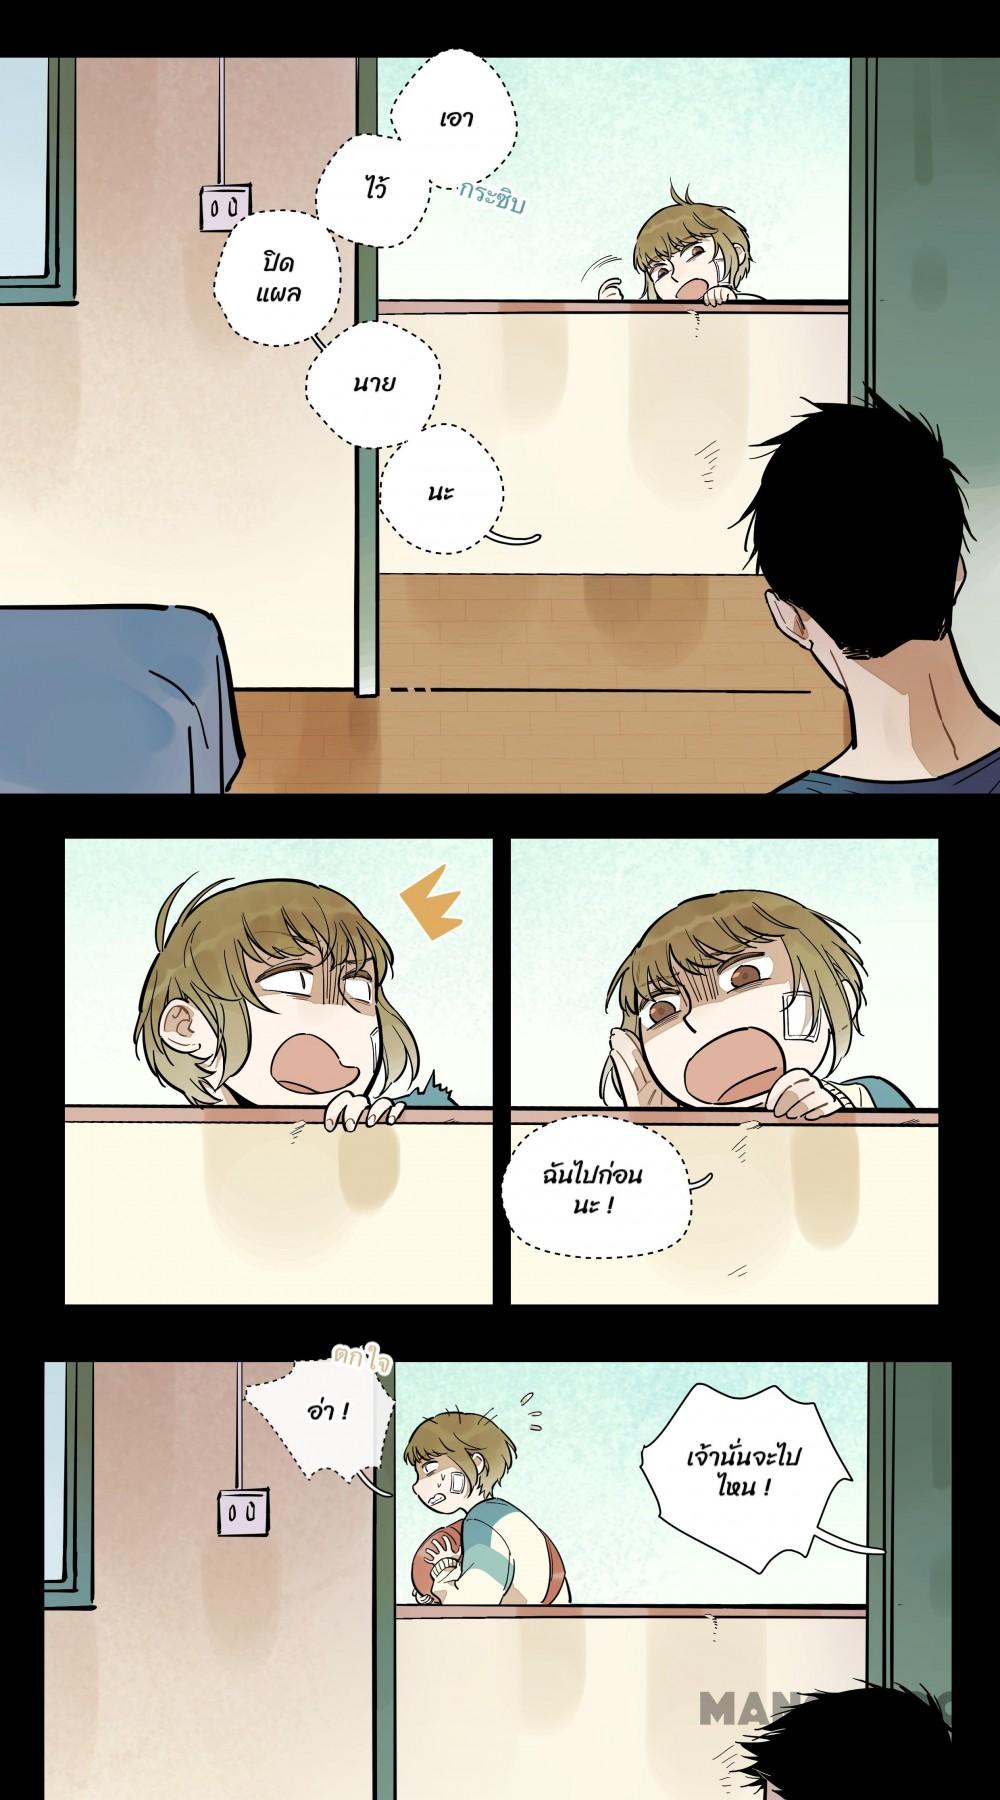 เอา
ไว้
กระซิบ
ปิด
แผล
นาย
นะ
ฉันไปก่อน
นะ !
ตกใจ
อ๋า !
เจ้านั่นจะไป
ไหน !